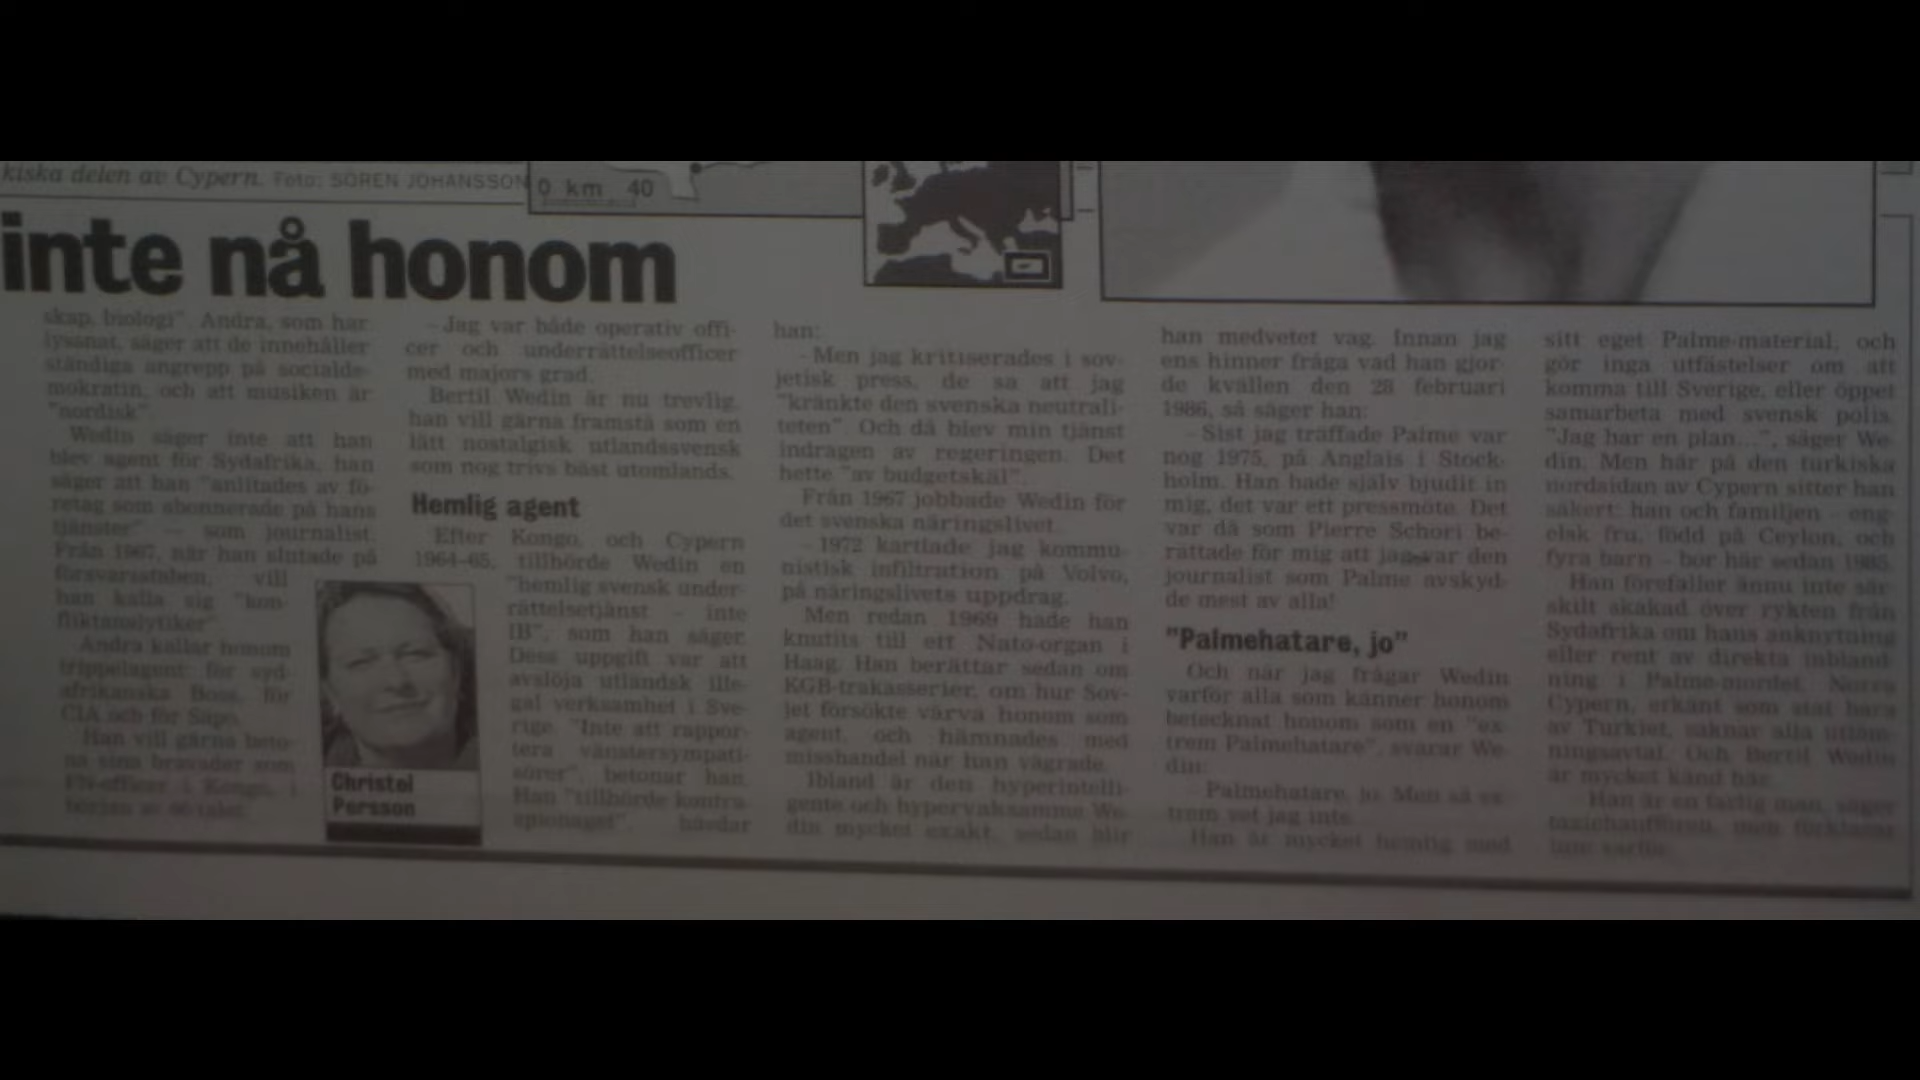 kiska delen av Cypern. Foto: SÖREN JOHANSSON
0 km 40
inte nå honom
skap, biologi". Andra, som har
lyssnat, säger att de innehåller
ständiga angrepp på socialde-
mokratin, och att musiken är
"nordisk".
Wedin säger inte att han
blev agent för Sydafrika, han
säger att han "anlitades av fö-
retag som abonnerade på hans
tjänster" – som journalist.
Från 1967, när han slutade på
försvarsstaben, vill
han kalla sig "kon-
fliktanalytiker".
Andra kallar honom
trippelagent: för syd-
afrikanska Boss, för
CIA och för Säpo.
Han vill gärna beto-
na sina bravader som
FN-officer i Kongo, i
början av 60-talet.
Christel
Persson
– Jag var både operativ offi-
cer och underrättelseofficer
med majors grad.
Bertil Wedin är nu trevlig,
han vill gärna framstå som en
lätt nostalgisk utlandssvensk
som nog trivs bäst utomlands.
Hemlig agent
Efter Kongo, och Cypern
1964-65, tillhörde Wedin en
"hemlig svensk under-
rättelsetjänst – inte
IB", som han säger.
Dess uppgift var att
avslöja utländsk ille-
gal verksamhet i Sve-
rige. "Inte att rappor-
tera vänstersympati-
sörer", betonar han.
Han "tillhörde kontra-
spionaget", hävdar
han:
– Men jag kritiserades i sov-
jetisk press, de sa att jag
"kränkte den svenska neutrali-
teten". Och då blev min tjänst
indragen av regeringen. Det
hette "av budgetskäl".
Från 1967 jobbade Wedin för
det svenska näringslivet.
– 1972 kartlade jag kommu-
nistisk infiltration på Volvo,
på näringslivets uppdrag.
Men redan 1969 hade han
knutits till ett Nato-organ i
Haag. Han berättar sedan om
KGB-trakasserier, om hur Sov-
jet försökte värva honom som
agent, och hämnades med
misshandel när han vägrade.
Ibland är den hyperintelli-
gente och hypervaksamme We-
din mycket exakt, sedan blir
han medvetet vag. Innan jag
ens hinner fråga vad han gjor-
de kvällen den 28 februari
1986, så säger han:
– Sist jag träffade Palme var
nog 1975, på Anglais i Stock-
holm. Han hade själv bjudit in
mig, det var ett pressmöte. Det
var då som Pierre Schori be-
rättade för mig att jag var den
journalist som Palme avskyd-
de mest av alla!
"Palmehatare, jo"
Och när jag frågar Wedin
varför alla som känner honom
betecknat honom som en "ex-
trem Palmehatare", svarar We-
din:
– Palmehatare, jo. Men så ex-
trem vet jag inte.
Han är mycket hemlig med
sitt eget Palme-material, och
gör inga utfästelser om att
komma till Sverige, eller öppet
samarbeta med svensk polis.
"Jag har en plan...", säger We-
din. Men här på den turkiska
nordsidan av Cypern sitter han
säkert: han och familjen – eng-
elsk fru, född på Ceylon, och
fyra barn – bor här sedan 1985.
Han förefaller ännu inte sär-
skilt skakad över rykten från
Sydafrika om hans anknytning
eller rent av direkta inbland-
ning i Palme-mordet. Norra
Cypern, erkänt som stat bara
av Turkiet, saknar alla utläm-
ningsavtal. Och Bertil Wedin
är mycket känd här.
– Han är en farlig man, säger
taxichauffören, men förklarar
inte varför.